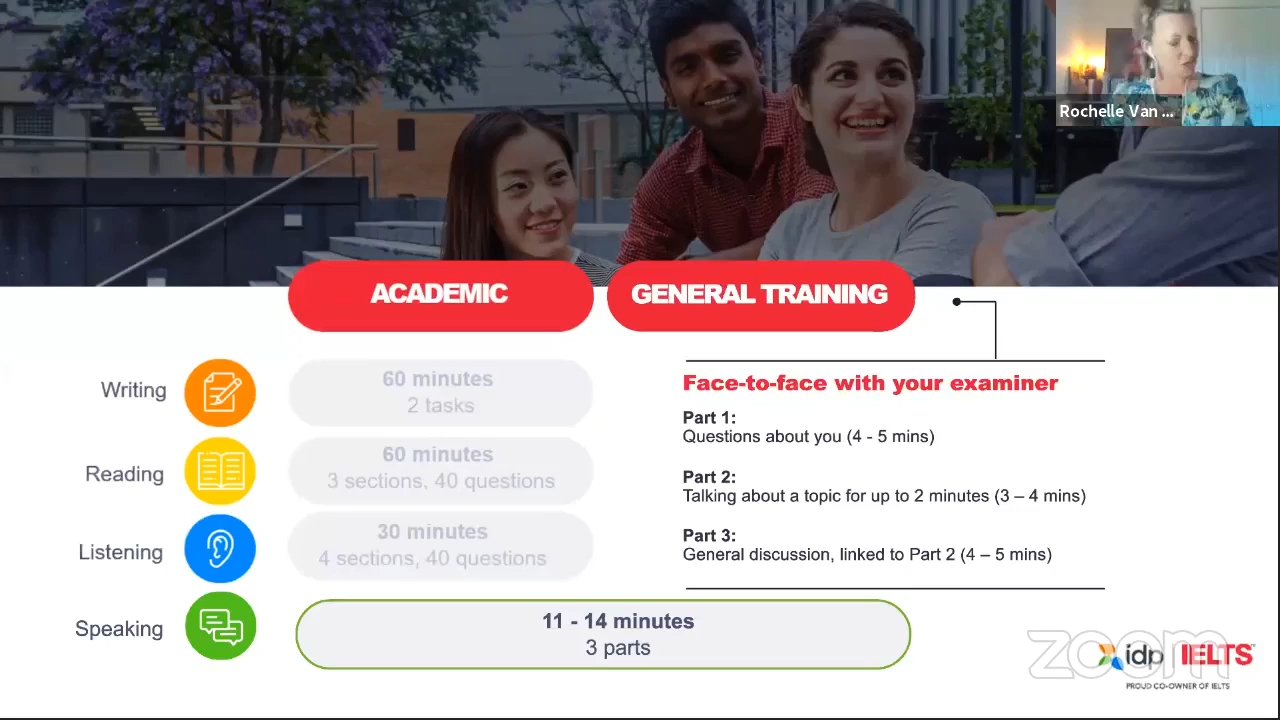 Rochelle Van ...
ACADEMIC
GENERAL TRAINING
Writing
60 minutes
2 tasks
Reading
60 minutes
3 sections, 40 questions
Listening
30 minutes
4 sections, 40 questions
Speaking
11 - 14 minutes
3 parts
Face-to-face with your examiner
Part 1:
Questions about you (4 - 5 mins)
Part 2:
Talking about a topic for up to 2 minutes (3 – 4 mins)
Part 3:
General discussion, linked to Part 2 (4 – 5 mins)
zoom
idp IELTS™
PROUD CO-OWNER OF IELTS